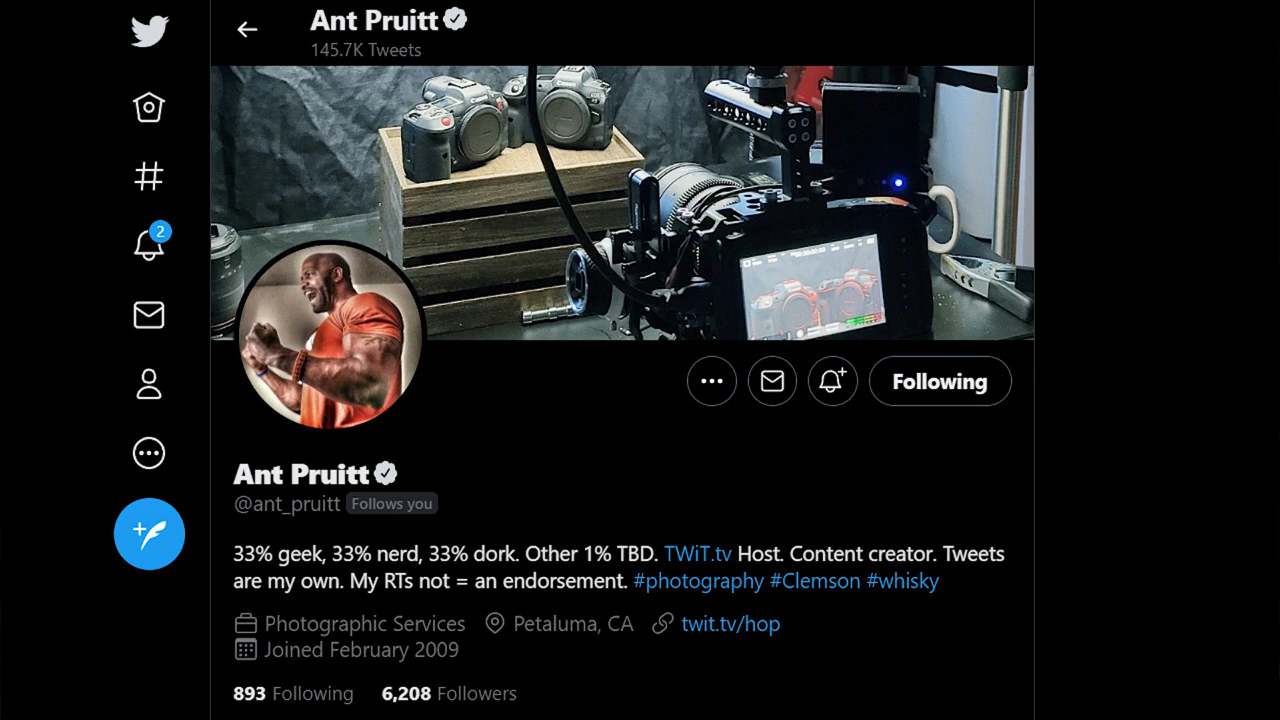 Ant Pruitt
145.7K Tweets
2
Canon
Canon
Following
Ant Pruitt
@ant_pruitt Follows you
33% geek, 33% nerd, 33% dork. Other 1% TBD. TWiT.tv Host. Content creator. Tweets
are my own. My RTs not = an endorsement. #photography #Clemson #whisky
Photographic Services Petaluma, CA twit.tv/hop
Joined February 2009
893 Following 6,208 Followers